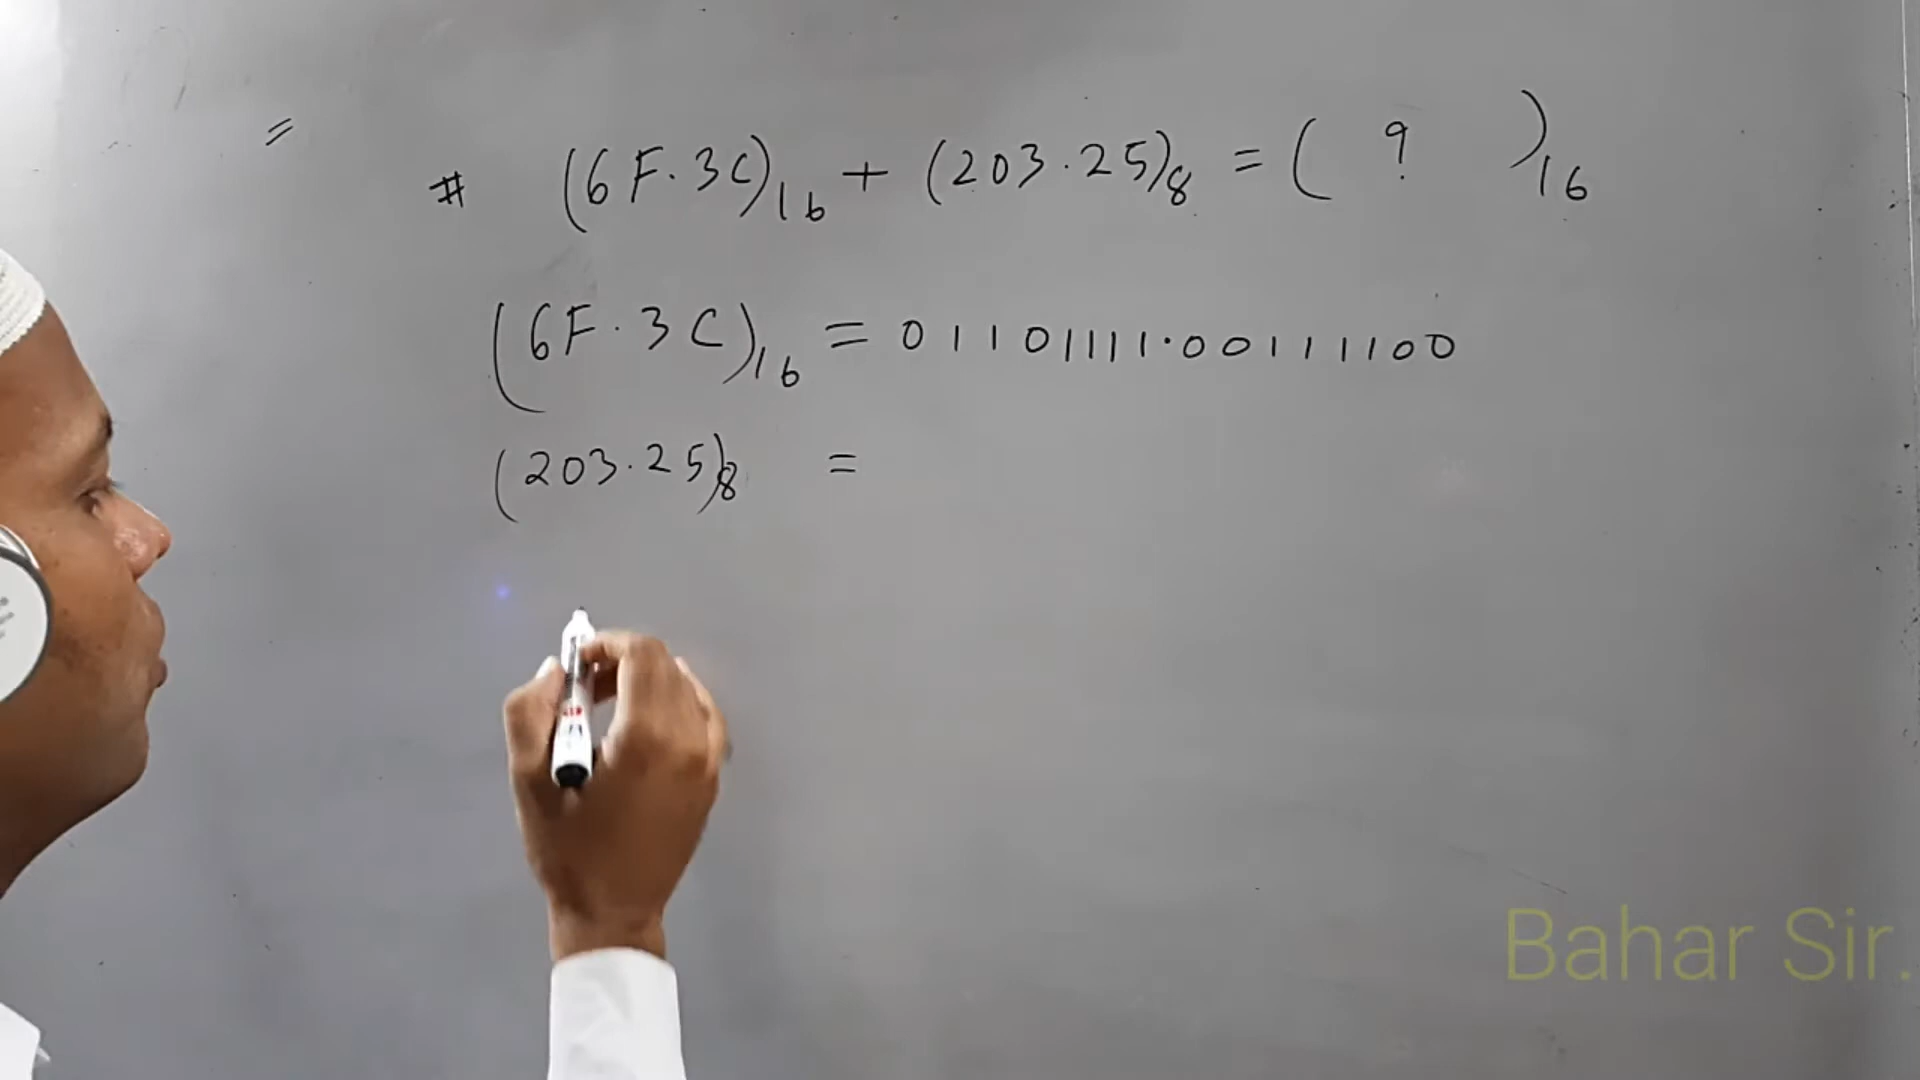 =
# (6F.3C)₁₆ + (203.25)₈ = ( ? )₁₆
(6F.3C)₁₆ = 01101111.00111100
(203.25)₈ =
Bahar Sir.